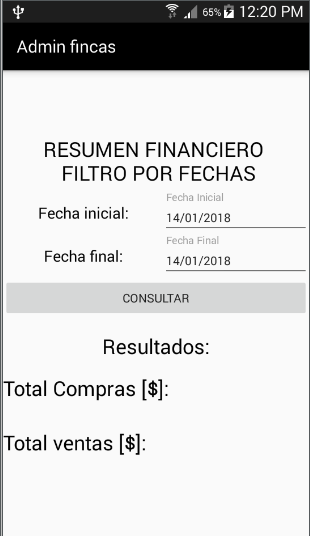 65% 12:20 PM
Admin fincas
RESUMEN FINANCIERO
FILTRO POR FECHAS
Fecha Inicial
Fecha inicial: 14/01/2018
Fecha Final
Fecha final: 14/01/2018
CONSULTAR
Resultados:
Total Compras [$]:
Total ventas [$]: